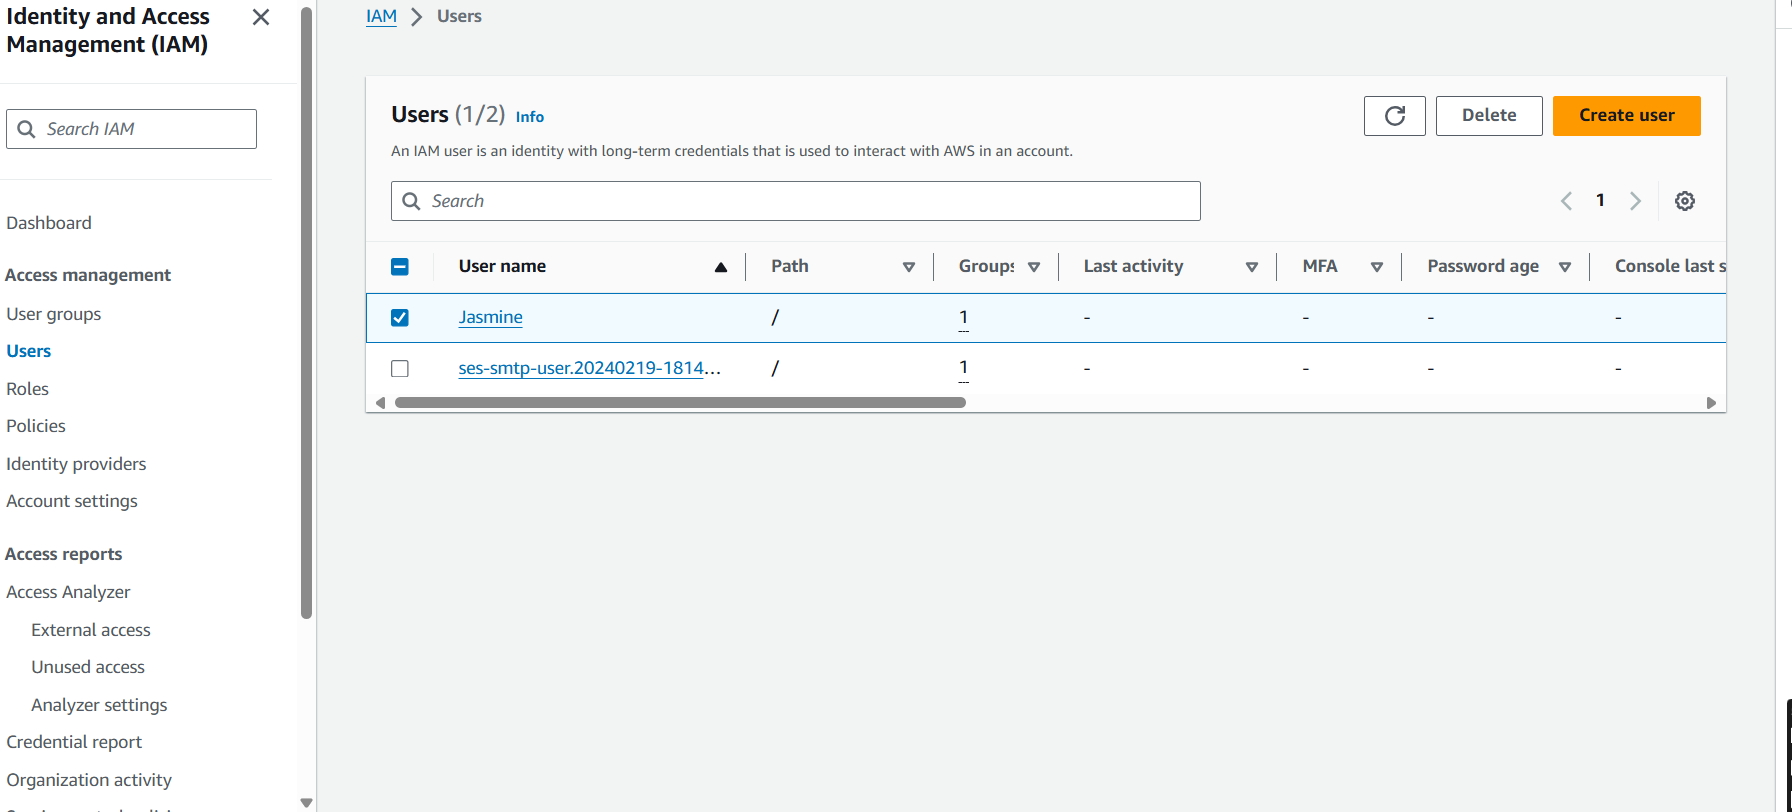 Identity and Access
Management (IAM)
Search IAM
Dashboard
Access management
User groups
Users
Roles
Policies
Identity providers
Account settings
Access reports
Access Analyzer
External access
Unused access
Analyzer settings
Credential report
Organization activity
IAM > Users
Users (1/2) Info
Delete
Create user
An IAM user is an identity with long-term credentials that is used to interact with AWS in an account.
Search
1
User name Path Groups Last activity MFA Password age Console last s
Jasmine / 1 - - - -
ses-smtp-user.20240219-1814... / 1 - - - -